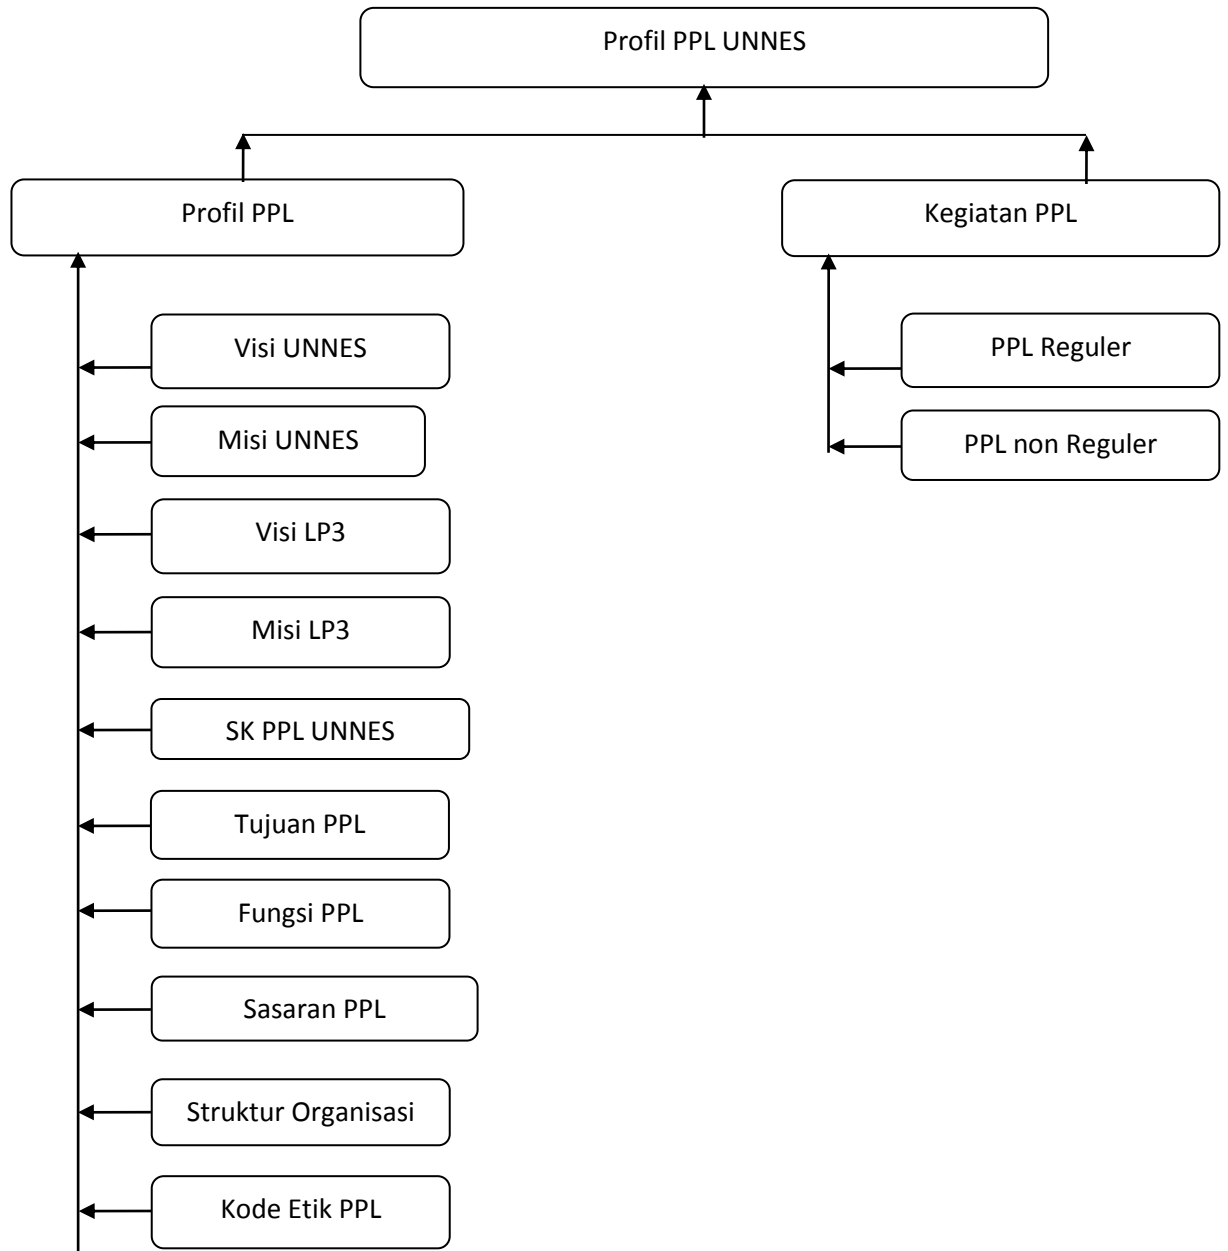 Profil PPL UNNES
Profil PPL
Kegiatan PPL
Visi UNNES
Misi UNNES
Visi LP3
Misi LP3
SK PPL UNNES
Tujuan PPL
Fungsi PPL
Sasaran PPL
Struktur Organisasi
Kode Etik PPL
PPL Reguler
PPL non Reguler